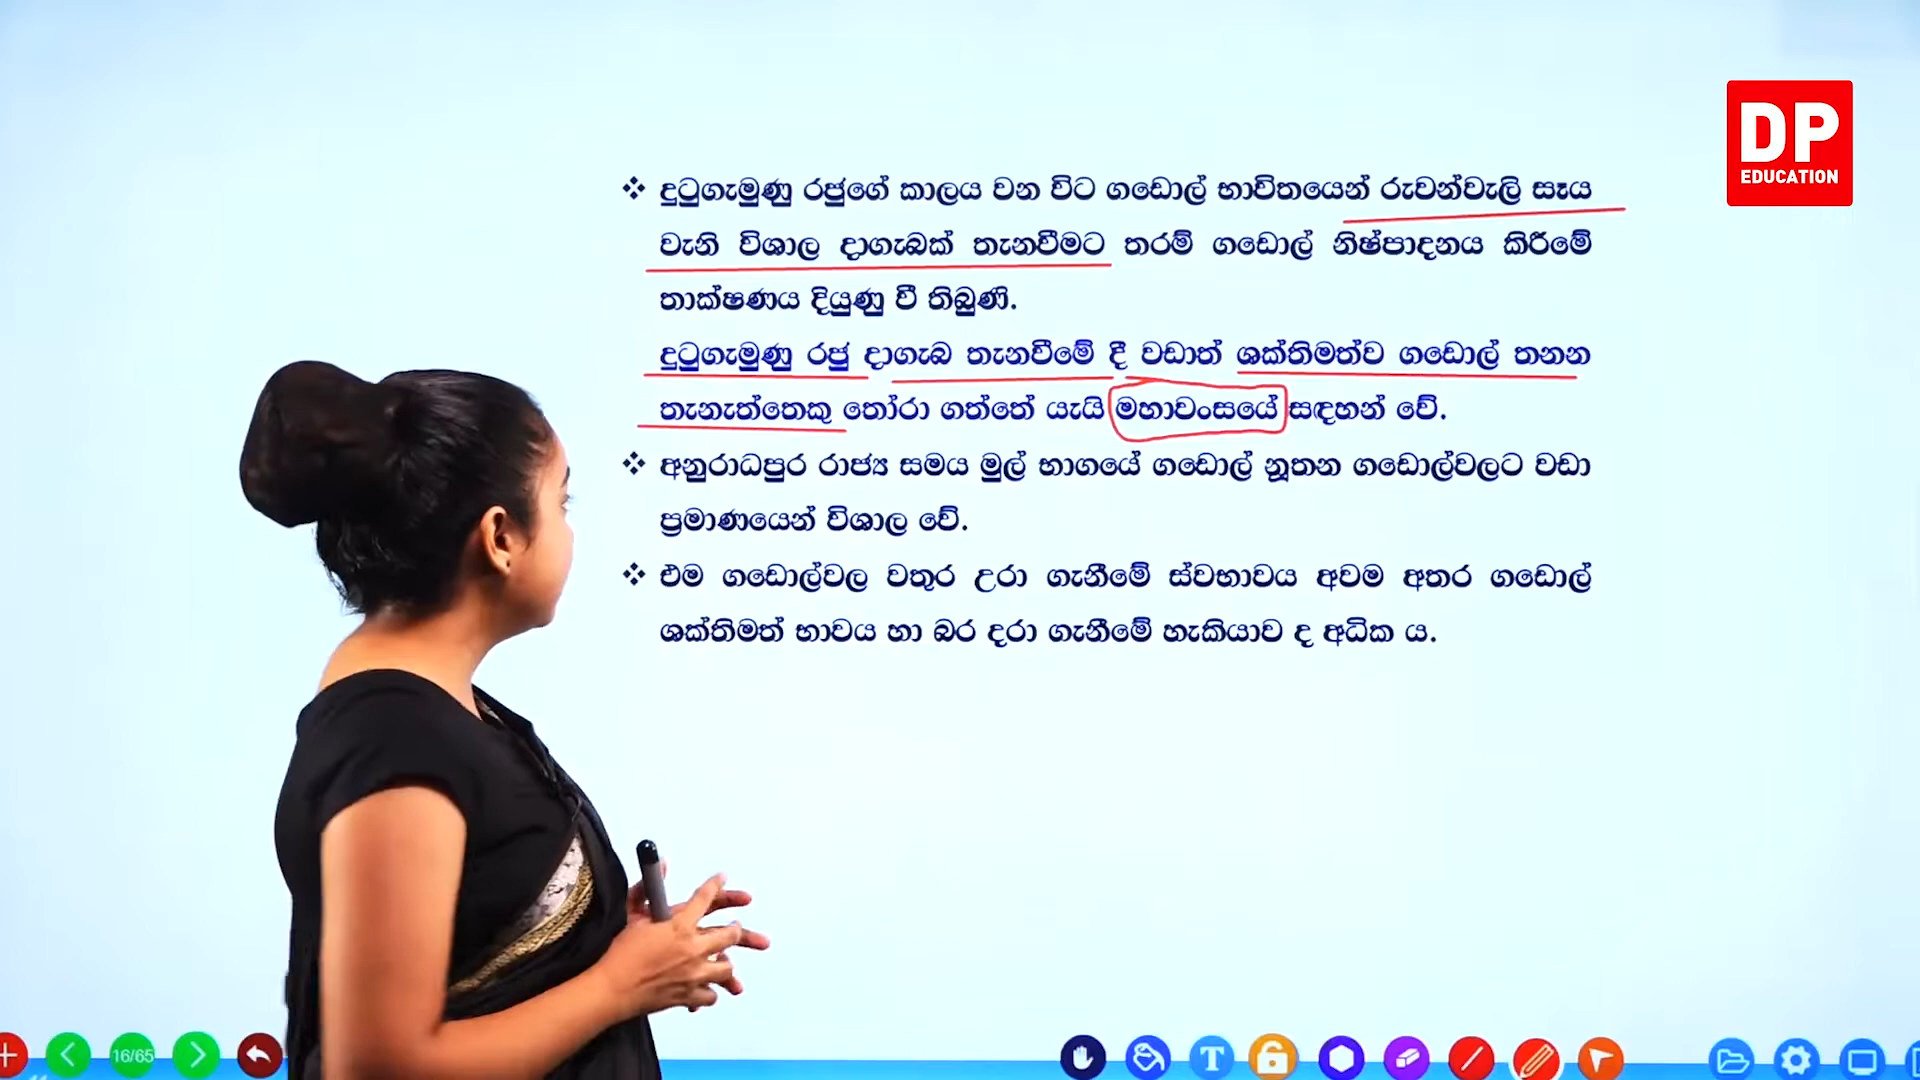 DP
EDUCATION
❖ දුටුගැමුණු රජුගේ කාලය වන විට ගඩොල් භාවිතයෙන් රුවන්වැලි සෑය
වැනි විශාල දාගැබක් තැනවීමට තරම් ගඩොල් නිෂ්පාදනය කිරීමේ
තාක්ෂණය දියුණු වී තිබුණි.
දුටුගැමුණු රජු දාගැබ තැනවීමේ දී වඩාත් ශක්තිමත්ව ගඩොල් තනන
තැනැත්තෙකු තෝරා ගත්තේ යැයි මහාවංසයේ සඳහන් වේ.
❖ අනුරාධපුර රාජ්‍ය සමය මුල් භාගයේ ගඩොල් නූතන ගඩොල්වලට වඩා
ප්‍රමාණයෙන් විශාල වේ.
❖ එම ගඩොල්වල වතුර උරා ගැනීමේ ස්වභාවය අවම අතර ගඩොල්
ශක්තිමත් භාවය හා බර දරා ගැනීමේ හැකියාව ද අධික ය.
16/65